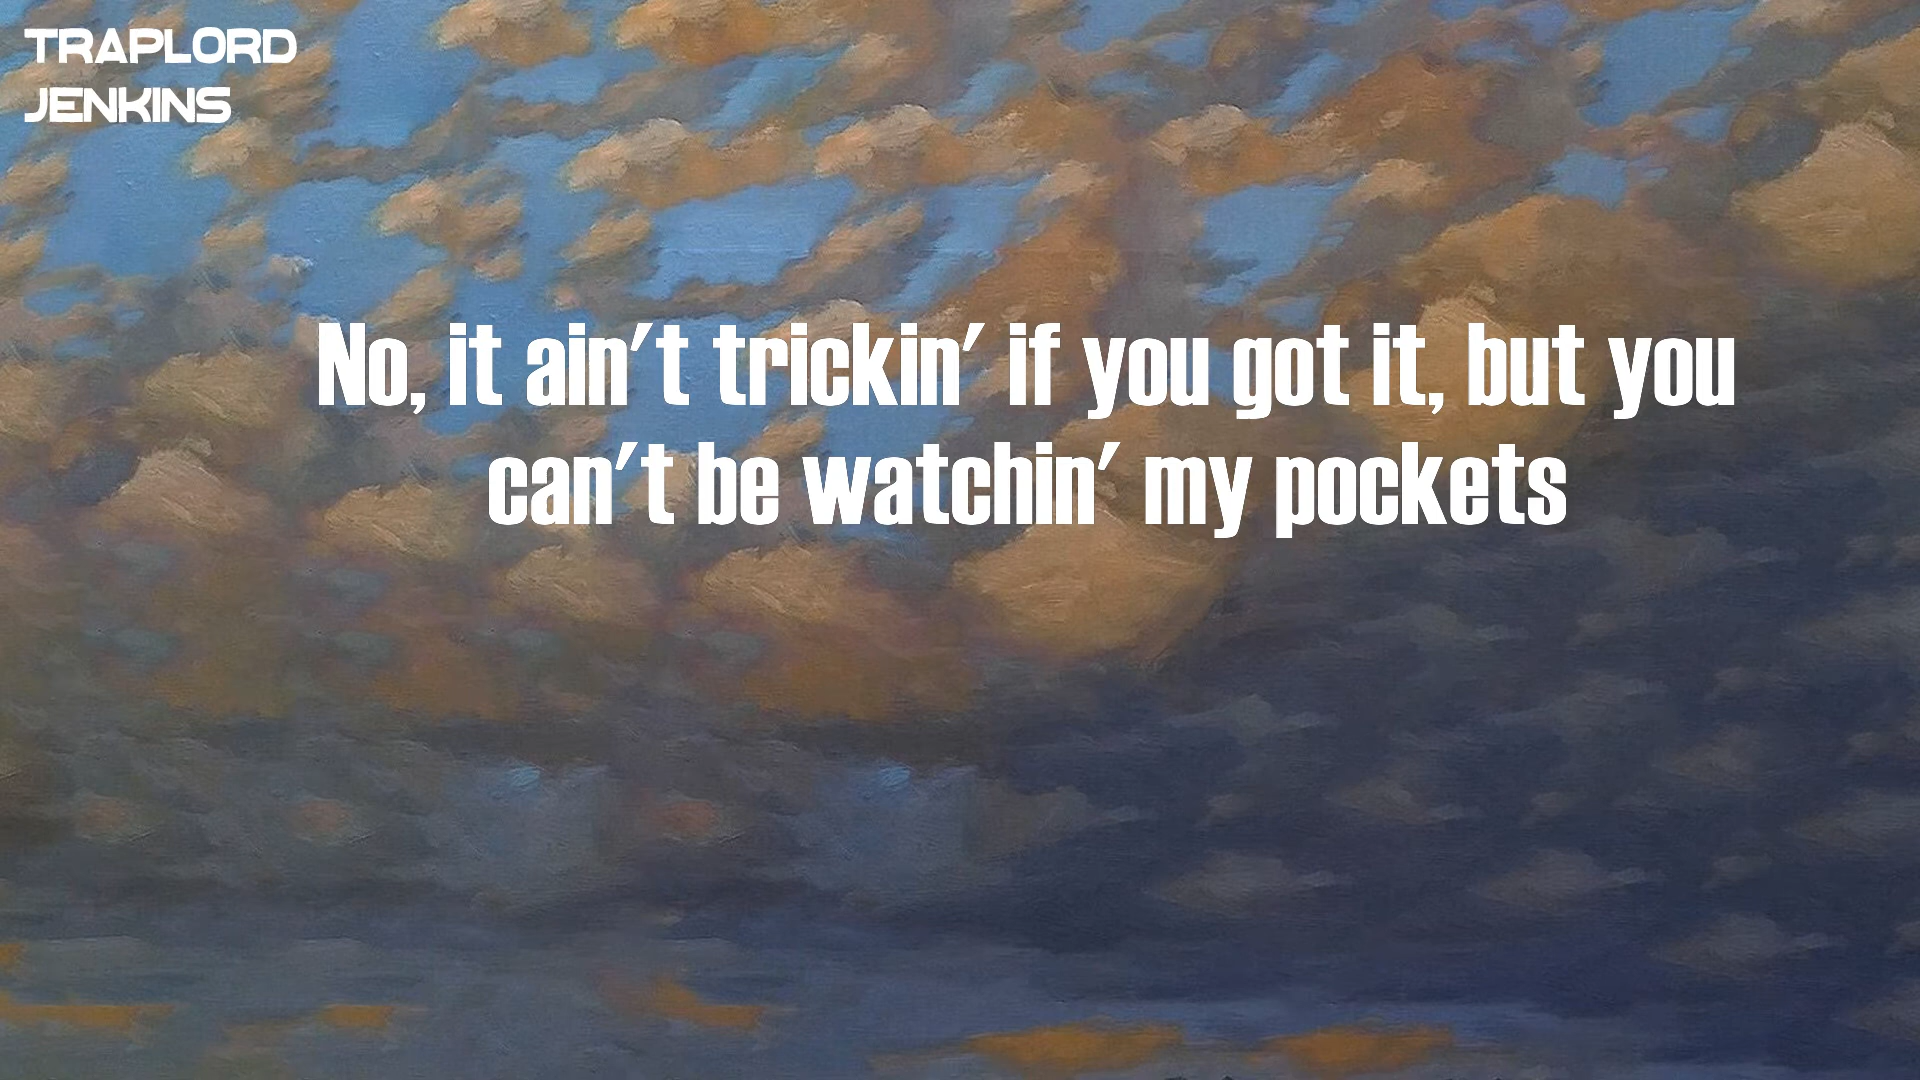 TRAPLORD
JENKINS
No, it ain't trickin' if you got it, but you
can't be watchin' my pockets